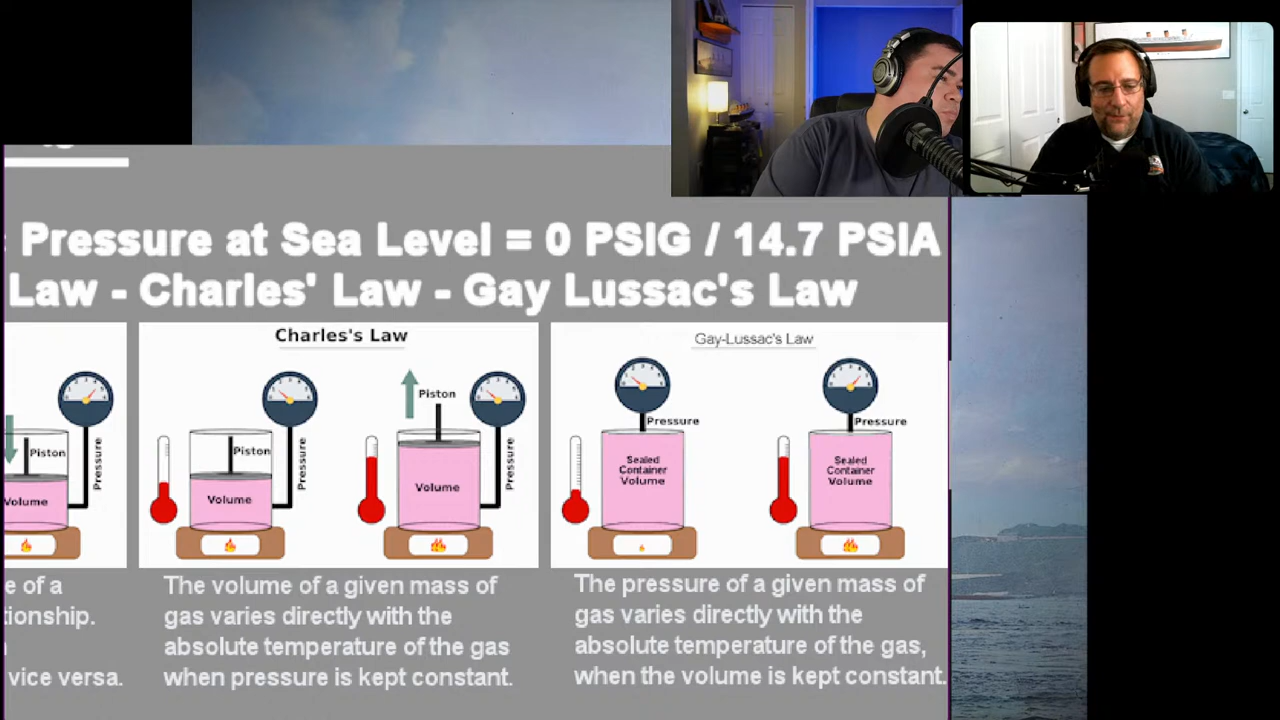 Pressure at Sea Level = 0 PSIG / 14.7 PSIA
Law - Charles' Law - Gay Lussac's Law
Piston
Volume
Pressure
Charles's Law
Piston
Volume
Pressure
Piston
Volume
Pressure
Gay-Lussac's Law
Pressure
Sealed
Container
Volume
Pressure
Sealed
Container
Volume
e of a
tionship.
vice versa.
The volume of a given mass of
gas varies directly with the
absolute temperature of the gas
when pressure is kept constant.
The pressure of a given mass of
gas varies directly with the
absolute temperature of the gas,
when the volume is kept constant.